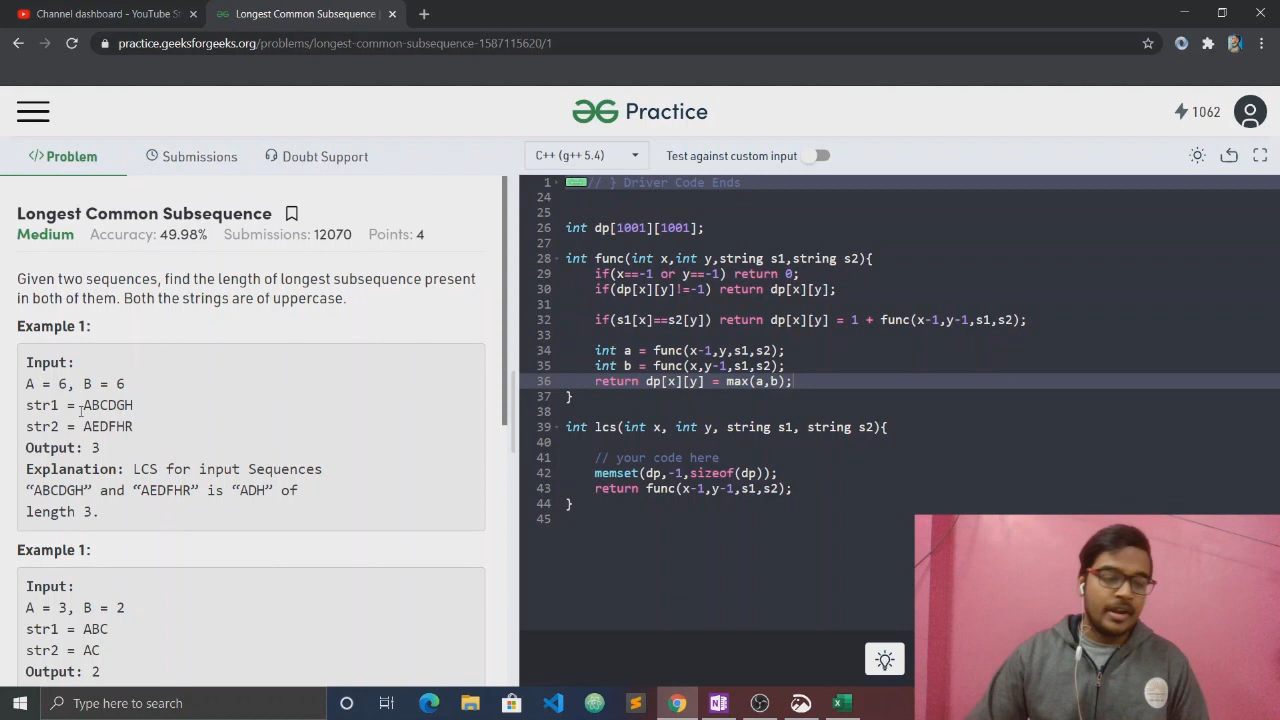 Channel dashboard - YouTube St
Longest Common Subsequence |
practice.geeksforgeeks.org/problems/longest-common-subsequence-1587115620/1
Practice
1062
</> Problem
Submissions
Doubt Support
C++ (g++ 5.4)
Test against custom input
Longest Common Subsequence
Medium Accuracy: 49.98% Submissions: 12070 Points: 4
Given two sequences, find the length of longest subsequence present
in both of them. Both the strings are of uppercase.
Example 1:
Input:
A = 6, B = 6
str1 = ABCDGH
str2 = AEDFHR
Output: 3
Explanation: LCS for input Sequences
“ABCDGH” and “AEDFHR” is “ADH” of
length 3.
Example 1:
Input:
A = 3, B = 2
str1 = ABC
str2 = AC
Output: 2
1 // } Driver Code Ends
24
25
26 int dp[1001][1001];
27
28 int func(int x,int y,string s1,string s2){
29 if(x==-1 or y==-1) return 0;
30 if(dp[x][y]!=-1) return dp[x][y];
31
32 if(s1[x]==s2[y]) return dp[x][y] = 1 + func(x-1,y-1,s1,s2);
33
34 int a = func(x-1,y,s1,s2);
35 int b = func(x,y-1,s1,s2);
36 return dp[x][y] = max(a,b);
37 }
38
39 int lcs(int x, int y, string s1, string s2){
40
41 // your code here
42 memset(dp,-1,sizeof(dp));
43 return func(x-1,y-1,s1,s2);
44 }
45
Type here to search